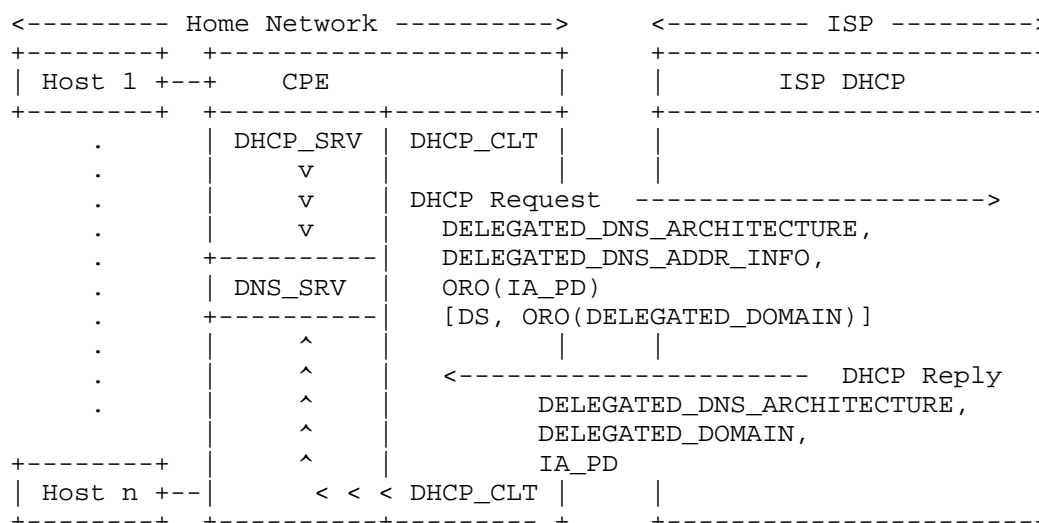 <--------- Home Network ---------->     <--------- ISP --------->
+--------+  +---------------------+     +-----------------------+
| Host 1 +--+    CPE              |     |       ISP DHCP
+--------+  +----------+----------+     +-----------------------+
     .      | DHCP_SRV | DHCP_CLT |     |
     .      |     v    |          |     |
     .      |     v    | DHCP Request  ---------------------->
     .      |     v    |   DELEGATED_DNS_ARCHITECTURE,
     .      +----------|   DELEGATED_DNS_ADDR_INFO,
     .      | DNS_SRV  |   ORO(IA_PD)
     .      +----------|   [DS, ORO(DELEGATED_DOMAIN)]
     .      |     ^    |          |     |
     .      |     ^    |   <----------------------  DHCP Reply
     .      |     ^    |         DELEGATED_DNS_ARCHITECTURE,
            |     ^    |         DELEGATED_DOMAIN,
+--------+  |     ^    |         IA_PD
| Host n +--|      < < < DHCP_CLT |     |
+--------+  +----------+--------- +     +-----------------------+